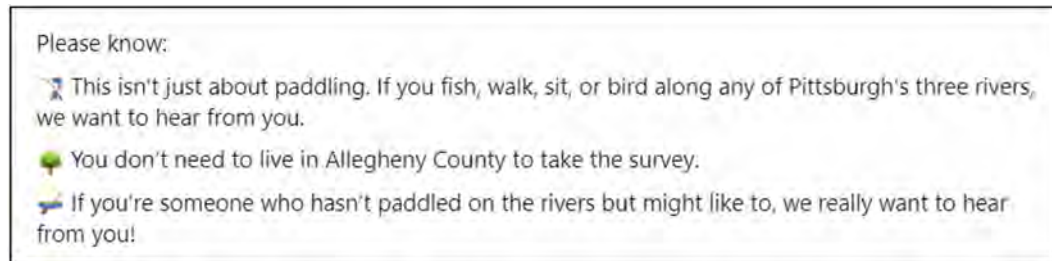 Please know:
This isn't just about paddling. If you fish, walk, sit, or bird along any of Pittsburgh's three rivers,
we want to hear from you.
You don't need to live in Allegheny County to take the survey.
If you're someone who hasn't paddled on the rivers but might like to, we really want to hear
from you!